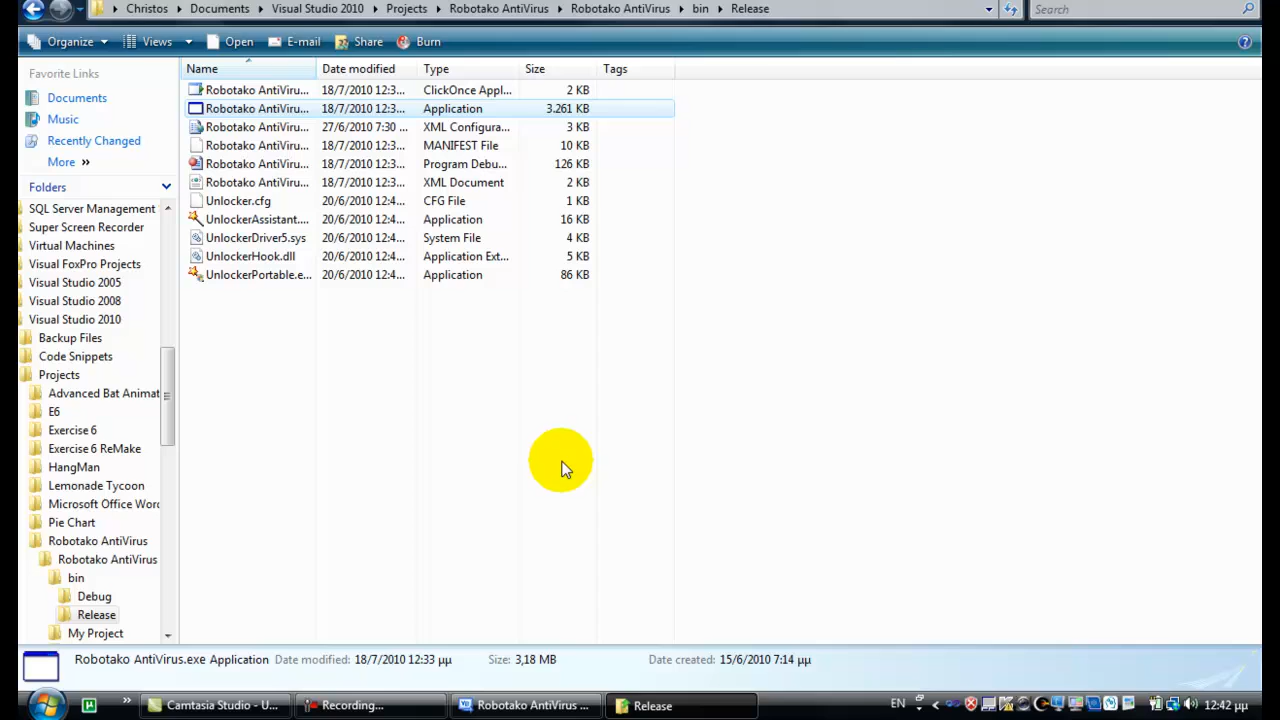 Christos ▸ Documents ▸ Visual Studio 2010 ▸ Projects ▸ Robotako AntiVirus ▸ Robotako AntiVirus ▸ bin ▸ Release
Search
Organize Views Open E-mail Share Burn
Favorite Links
Documents
Music
Recently Changed
More »
Folders
SQL Server Management
Super Screen Recorder
Virtual Machines
Visual FoxPro Projects
Visual Studio 2005
Visual Studio 2008
Visual Studio 2010
Backup Files
Code Snippets
Projects
Advanced Bat Animat
E6
Exercise 6
Exercise 6 ReMake
HangMan
Lemonade Tycoon
Microsoft Office Word
Pie Chart
Robotako AntiVirus
Robotako AntiVirus
bin
Debug
Release
My Project
Name Date modified Type Size Tags
Robotako AntiViru... 18/7/2010 12:3... ClickOnce Appl... 2 KB
Robotako AntiViru... 18/7/2010 12:3... Application 3.261 KB
Robotako AntiViru... 27/6/2010 7:30 ... XML Configura... 3 KB
Robotako AntiViru... 18/7/2010 12:3... MANIFEST File 10 KB
Robotako AntiViru... 18/7/2010 12:3... Program Debu... 126 KB
Robotako AntiViru... 18/7/2010 12:3... XML Document 2 KB
Unlocker.cfg 20/6/2010 12:4... CFG File 1 KB
UnlockerAssistant.... 20/6/2010 12:4... Application 16 KB
UnlockerDriver5.sys 20/6/2010 12:4... System File 4 KB
UnlockerHook.dll 20/6/2010 12:4... Application Ext... 5 KB
UnlockerPortable.e... 20/6/2010 12:4... Application 86 KB
Robotako AntiVirus.exe Application Date modified: 18/7/2010 12:33 μμ Size: 3,18 MB Date created: 15/6/2010 7:14 μμ
» Camtasia Studio - U... Recording... Robotako AntiVirus ... Release EN 12:42 μμ